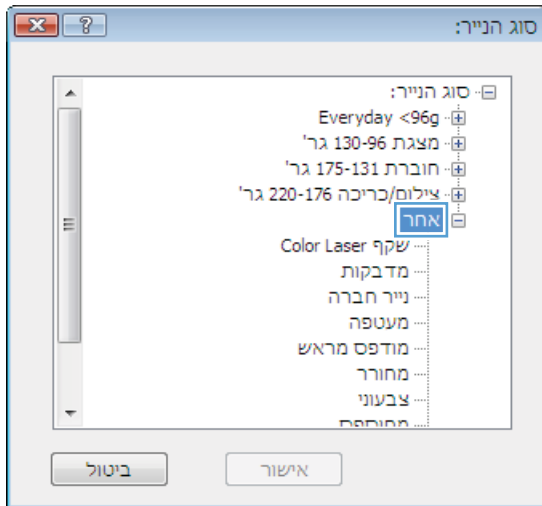 סוג הנייר:
סוג הנייר:
Everyday <96g
מצגת 130-96 גר'
חוברת 175-131 גר'
צילום/כריכה 220-176 גר'
אחר
שקף Color Laser
מדבקות
נייר חברה
מעטפה
מודפס מראש
מחורר
צבעוני
מחוספס
אישור
ביטול